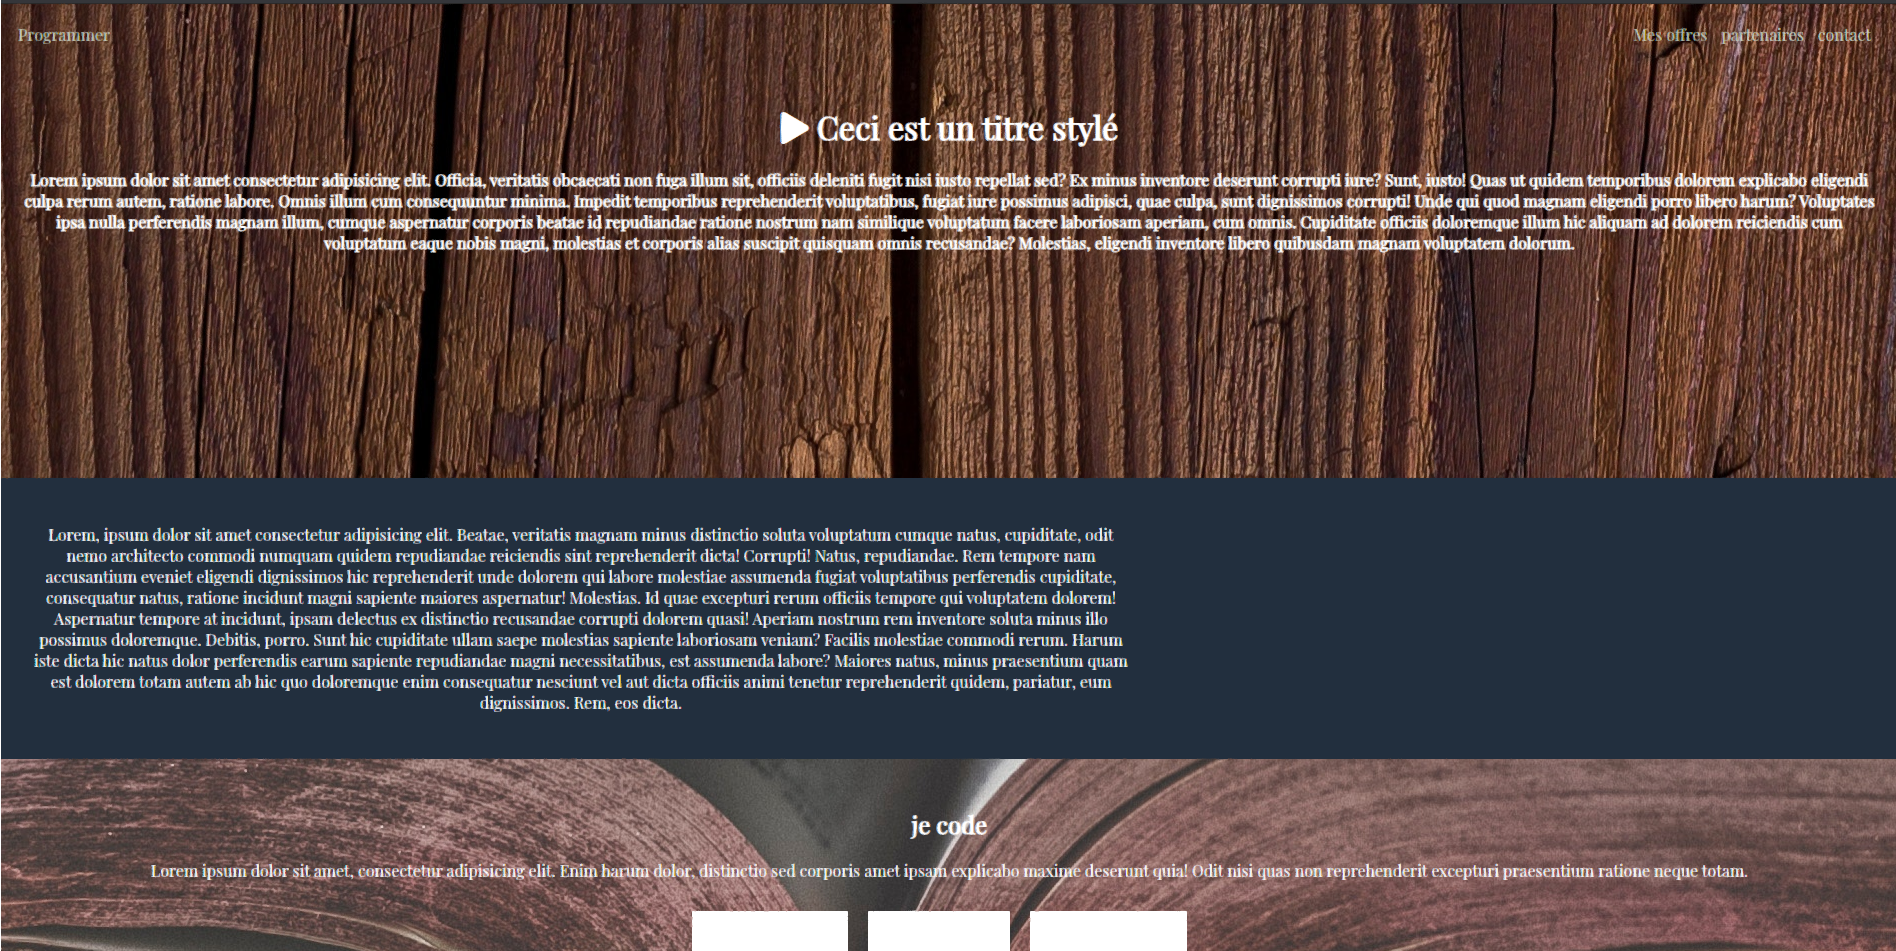 Programmer
Mes offres partenaires contact
Ceci est un titre stylé
Lorem ipsum dolor sit amet consectetur adipisicing elit. Officia, veritatis obcaecati non fuga illum sit, officiis deleniti fugit nisi iusto repellat sed? Ex minus inventore deserunt corrupti iure? Sunt, iusto! Quas ut quidem temporibus dolorem explicabo eligendi
culpa rerum autem, ratione labore. Omnis illum cum consequuntur minima. Impedit temporibus reprehenderit voluptatibus, fugiat iure possimus adipisci, quae culpa, sunt dignissimos corrupti! Unde qui quod magnam eligendi porro libero harum? Voluptates
ipsa nulla perferendis magnam illum, cumque aspernatur corporis beatae id repudiandae ratione nostrum nam similique voluptatum facere laboriosam aperiam, cum omnis. Cupiditate officiis doloremque illum hic aliquam ad dolorem reiciendis cum
voluptatum eaque nobis magni, molestias et corporis alias suscipit quisquam omnis recusandae? Molestias, eligendi inventore libero quibusdam magnam voluptatem dolorum.
Lorem, ipsum dolor sit amet consectetur adipisicing elit. Beatae, veritatis magnam minus distinctio soluta voluptatum cumque natus, cupiditate, odit
nemo architecto commodi numquam quidem repudiandae reiciendis sint reprehenderit dicta! Corrupti! Natus, repudiandae. Rem tempore nam
accusantium eveniet eligendi dignissimos hic reprehenderit unde dolorem qui labore molestiae assumenda fugiat voluptatibus perferendis cupiditate,
consequatur natus, ratione incidunt magni sapiente maiores aspernatur! Molestias. Id quae excepturi rerum officiis tempore qui voluptatem dolorem!
Aspernatur tempore at incidunt, ipsam delectus ex distinctio recusandae corrupti dolorem quasi! Aperiam nostrum rem inventore soluta minus illo
possimus doloremque. Debitis, porro. Sunt hic cupiditate ullam saepe molestias sapiente laboriosam veniam? Facilis molestiae commodi rerum. Harum
iste dicta hic natus dolor perferendis earum sapiente repudiandae magni necessitatibus, est assumenda labore? Maiores natus, minus praesentium quam
est dolorem totam autem ab hic quo doloremque enim consequatur nesciunt vel aut dicta officiis animi tenetur reprehenderit quidem, pariatur, eum
dignissimos. Rem, eos dicta.
je code
Lorem ipsum dolor sit amet, consectetur adipisicing elit. Enim harum dolor, distinctio sed corporis amet ipsam explicabo maxime deserunt quia! Odit nisi quas non reprehenderit excepturi praesentium ratione neque totam.